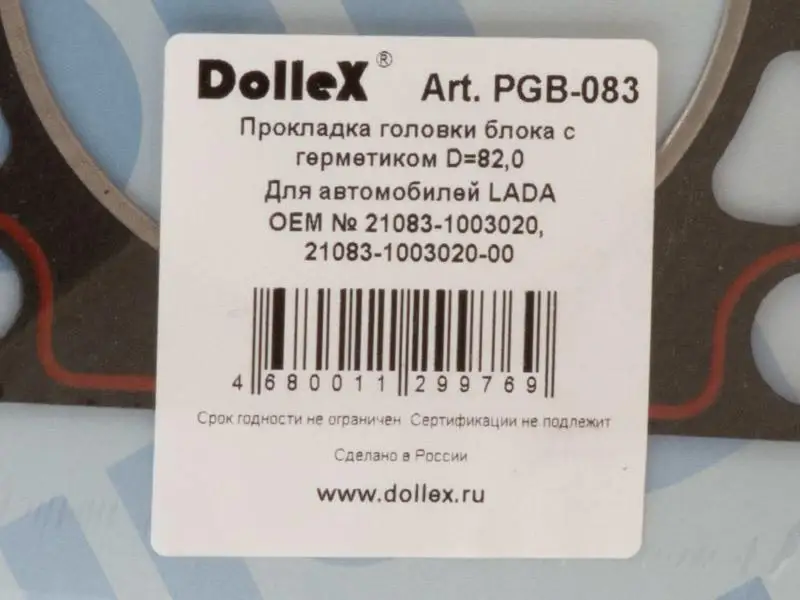 DolleX® Art. PGB-083
Прокладка головки блока с
герметиком D=82,0
Для автомобилей LADA
OEM № 21083-1003020,
21083-1003020-00
4 680011 299769
Срок годности не ограничен Сертификации не подлежит
Сделано в России
www.dollex.ru